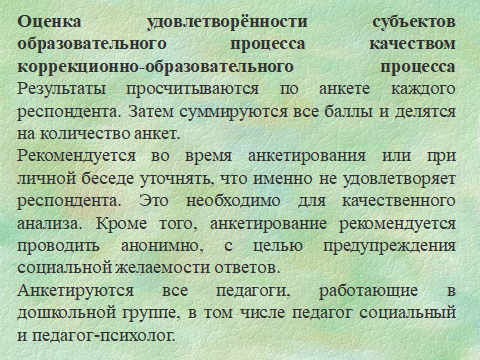 Оценка удовлетворённости субъектов
образовательного процесса качеством
коррекционно-образовательного процесса
Результаты просчитываются по анкете каждого
респондента. Затем суммируются все баллы и делятся
на количество анкет.
Рекомендуется во время анкетирования или при
личной беседе уточнять, что именно не удовлетворяет
респондента. Это необходимо для качественного
анализа. Кроме того, анкетирование рекомендуется
проводить анонимно, с целью предупреждения
социальной желаемости ответов.
Анкетируются все педагоги, работающие в
дошкольной группе, в том числе педагог социальный
и педагог-психолог.